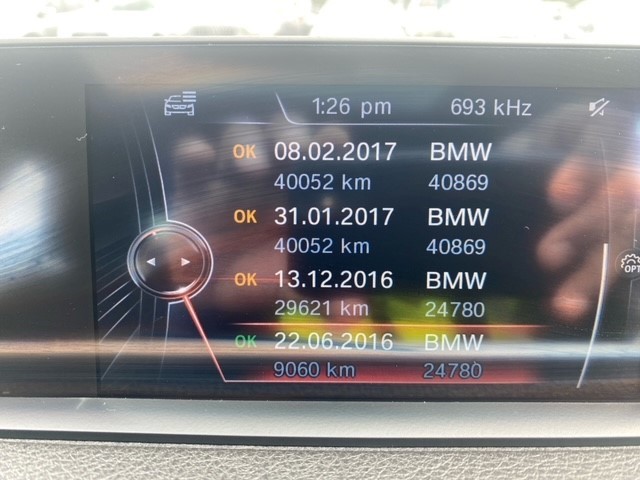 1:26 pm 693 kHz
OK 08.02.2017 BMW
40052 km 40869
OK 31.01.2017 BMW
40052 km 40869
OK 13.12.2016 BMW
29621 km 24780
OPT
OK 22.06.2016 BMW
9060 km 24780